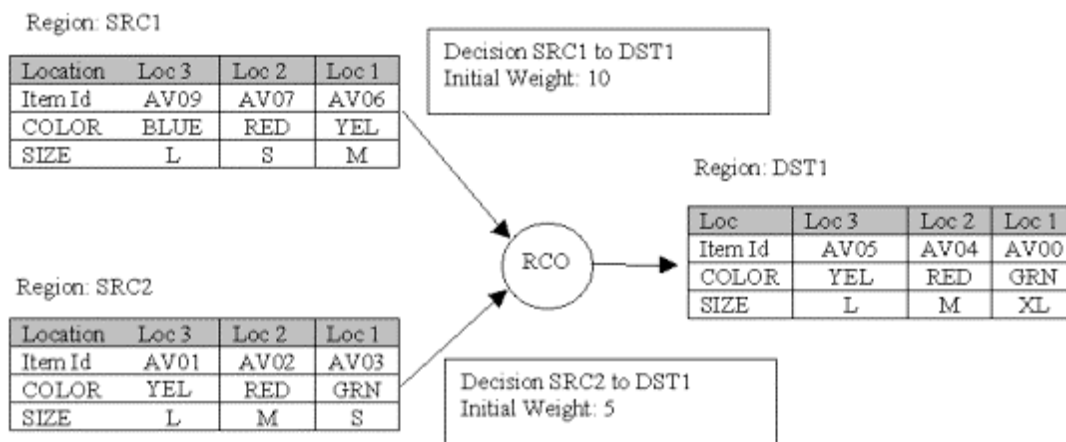 Region: SRC1
Decision SRC1 to DST1
Initial Weight: 10
Location Loc 3 Loc 2 Loc 1
Item Id AV09 AV07 AV06
COLOR BLUE RED YEL
SIZE L S M
Region: DST1
Loc Loc 3 Loc 2 Loc 1
Item Id AV05 AV04 AV00
COLOR YEL RED GRN
SIZE L M XL
RCO
Region: SRC2
Location Loc 3 Loc 2 Loc 1
Item Id AV01 AV02 AV03
COLOR YEL RED GRN
SIZE L M S
Decision SRC2 to DST1
Initial Weight: 5